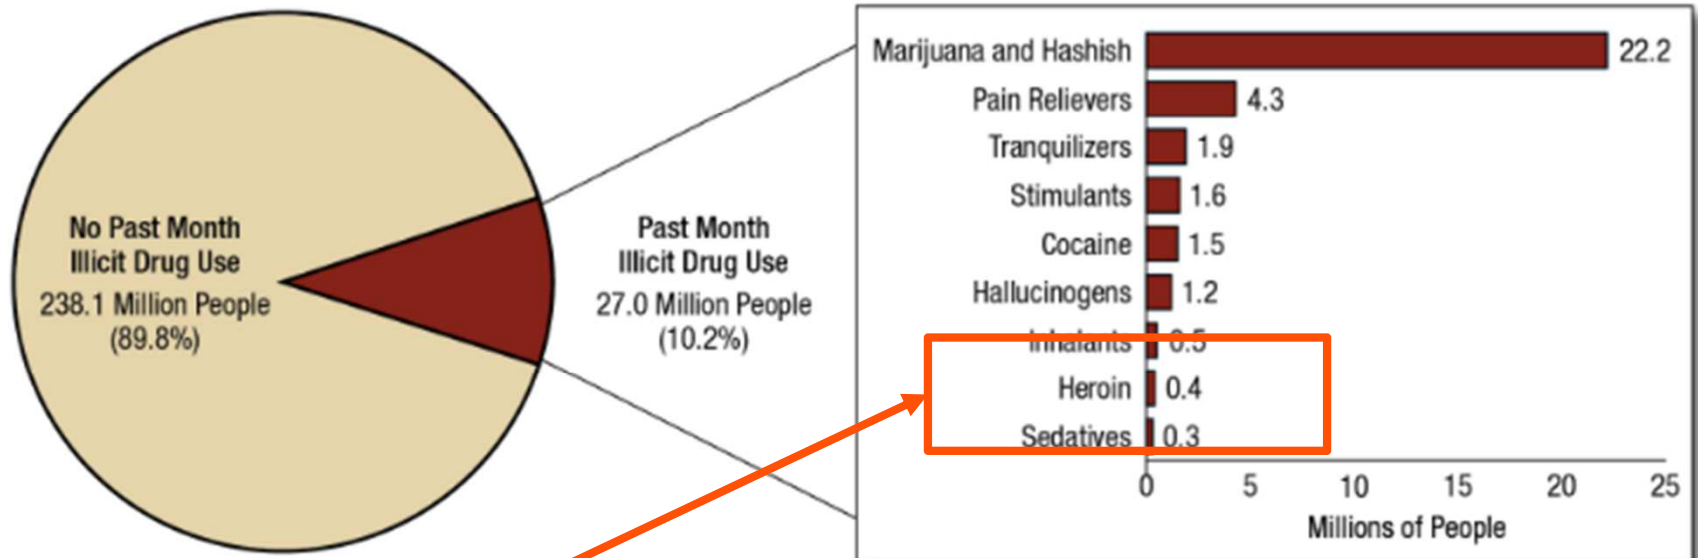 No Past Month
Illicit Drug Use
238.1 Million People
(89.8%)
Past Month
Illicit Drug Use
27.0 Million People
(10.2%)
Marijuana and Hashish 22.2
Pain Relievers 4.3
Tranquilizers 1.9
Stimulants 1.6
Cocaine 1.5
Hallucinogens 1.2
Inhalants 0.5
Heroin 0.4
Sedatives 0.3
0 5 10 15 20 25
Millions of People